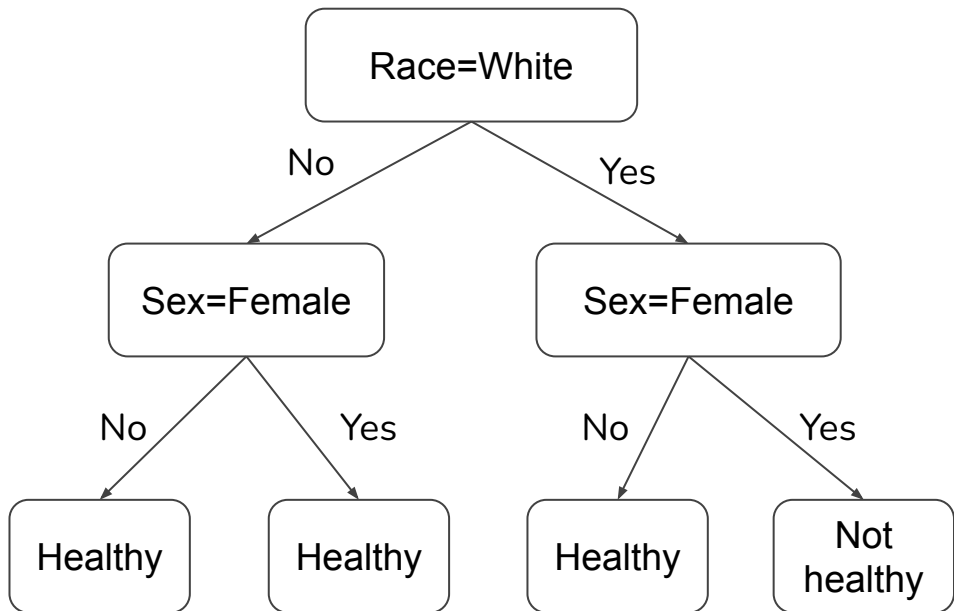 Race=White
No
Yes
Sex=Female
Sex=Female
No
Yes
No
Yes
Healthy
Healthy
Healthy
Not
healthy